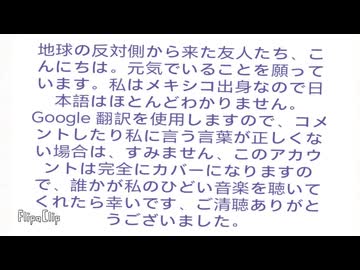 地球の反対側から来た友人たち、こ
んにちは。元気でいることを願って
います。私はメキシコ出身なので日
本語はほとんどわかりません。
Google 翻訳を使用しますので、コメ
ントしたり私に言う言葉が正しくな
い場合は、すみません、このアカウ
ントは完全にカバーになりますの
で、誰かが私のひどい音楽を聴いて
くれたら幸いです、ご清聴ありがと
うございました。
FlipaClip